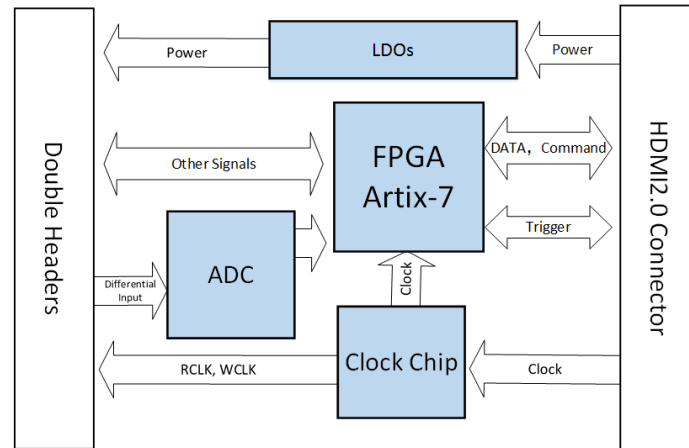 Power
LDOs
Power
Double Headers
HDMI2.0 Connector
Other Signals
FPGA
Artix-7
DATA，Command
Trigger
ADC
Differential
Input
Clock
Clock Chip
RCLK, WCLK
Clock